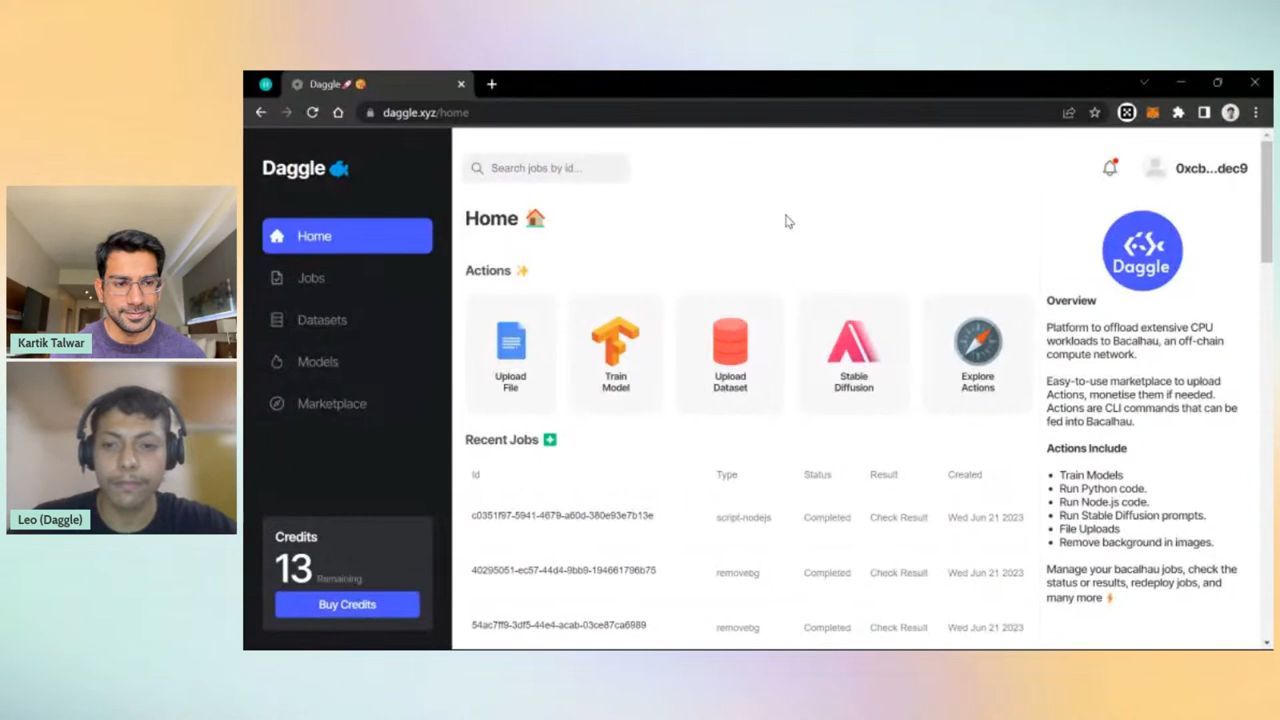 Daggle🚀 😘
daggle.xyz/home
Daggle
Search jobs by id...
0xcb...dec9
Home
Jobs
Datasets
Models
Marketplace
Credits
13 Remaining
Buy Credits
Home 🏠
Actions ✨
Upload
File
Train
Model
Upload
Dataset
Stable
Diffusion
Explore
Actions
Recent Jobs
Id Type Status Result Created
c0351f97-5941-4679-a60d-380e93e7b13e script-nodejs Completed Check Result Wed Jun 21 2023
40295051-ec57-44d4-9bb9-194661796b75 removebg Completed Check Result Wed Jun 21 2023
54ac7ff9-3df5-44e4-acab-03ce87ca6989 removebg Completed Check Result Wed Jun 21 2023
Daggle
Overview
Platform to offload extensive CPU
workloads to Bacalhau, an off-chain
compute network.
Easy-to-use marketplace to upload
Actions, monetise them if needed.
Actions are CLI commands that can be
fed into Bacalhau.
Actions Include
• Train Models
• Run Python code.
• Run Node.js code.
• Run Stable Diffusion prompts.
• File Uploads
• Remove background in images.
Manage your bacalhau jobs, check the
status or results, redeploy jobs, and
many more ⚡
Kartik Talwar
Leo (Daggle)